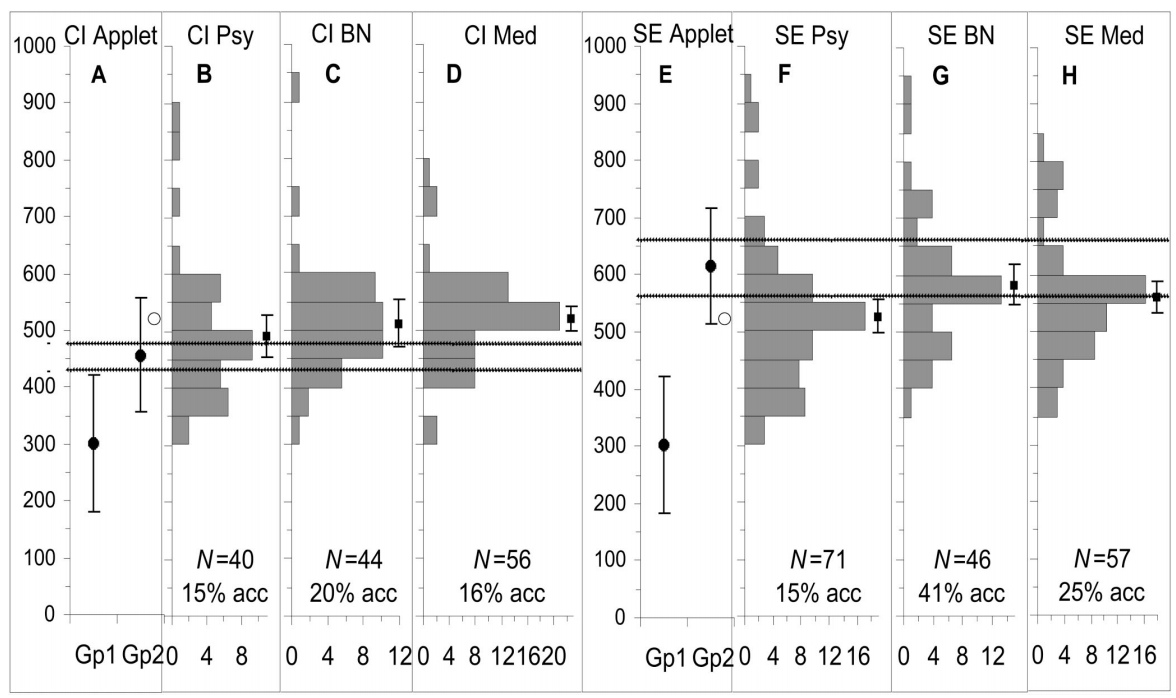 CI Applet CI Psy CI BN CI Med SE Applet SE Psy SE BN SE Med
A B C D E F G H
1000 1000
900 900
800 800
700 700
600 600
500 500
400 400
300 300
200 200
100 100
0 0
N=40 N=44 N=56 N=71 N=46 N=57
15% acc 20% acc 16% acc 15% acc 41% acc 25% acc
Gp1 Gp2 0 4 8 0 4 8 12 0 4 8 12 16 20 Gp1 Gp2 0 4 8 12 16 0 4 8 12 0 4 8 12 16